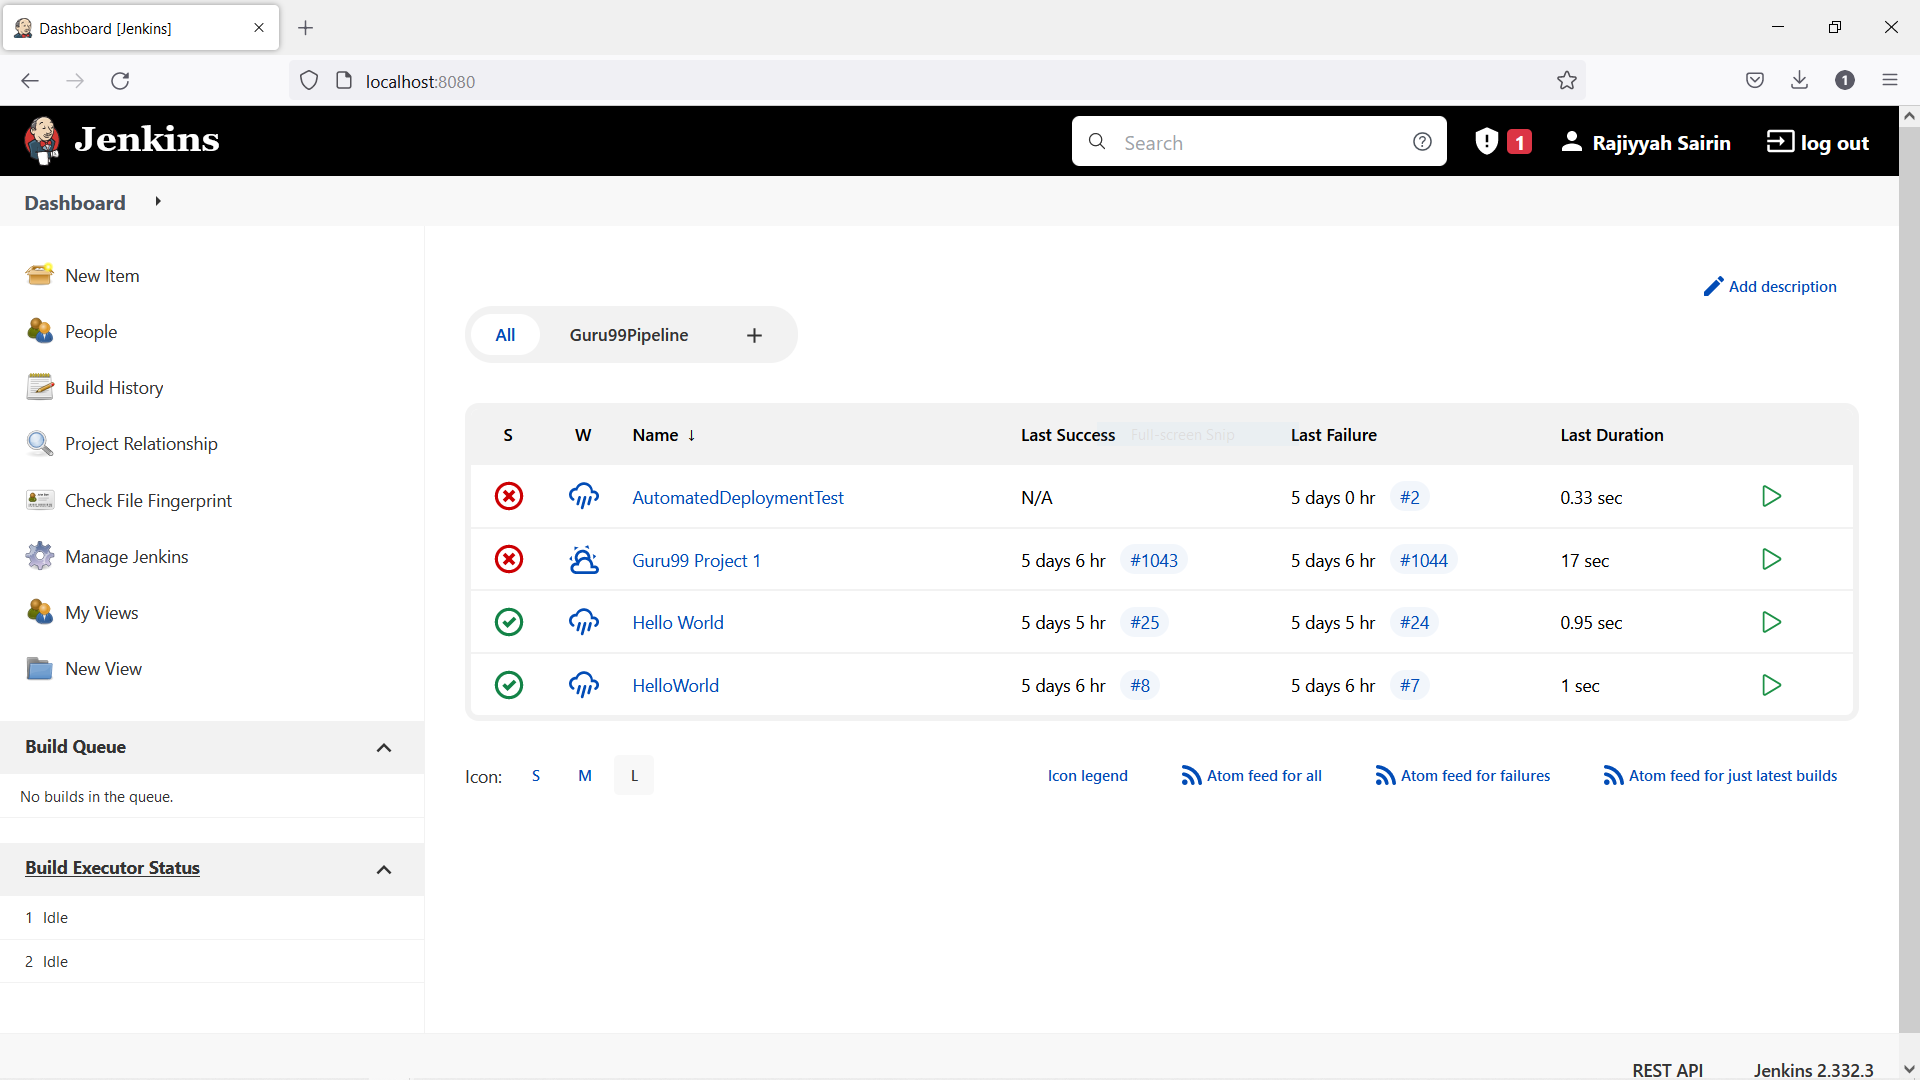 Dashboard [Jenkins]
localhost:8080
1
Jenkins
Search
1
Rajiyyah Sairin
log out
Dashboard
New Item
People
Build History
Project Relationship
Check File Fingerprint
Manage Jenkins
My Views
New View
Build Queue
No builds in the queue.
Build Executor Status
1 Idle
2 Idle
Add description
All Guru99Pipeline +
S W Name ↓ Last Success Full-screen Snip Last Failure Last Duration
AutomatedDeploymentTest N/A 5 days 0 hr #2 0.33 sec
Guru99 Project 1 5 days 6 hr #1043 5 days 6 hr #1044 17 sec
Hello World 5 days 5 hr #25 5 days 5 hr #24 0.95 sec
HelloWorld 5 days 6 hr #8 5 days 6 hr #7 1 sec
Icon: S M L Icon legend Atom feed for all Atom feed for failures Atom feed for just latest builds
REST API Jenkins 2.332.3